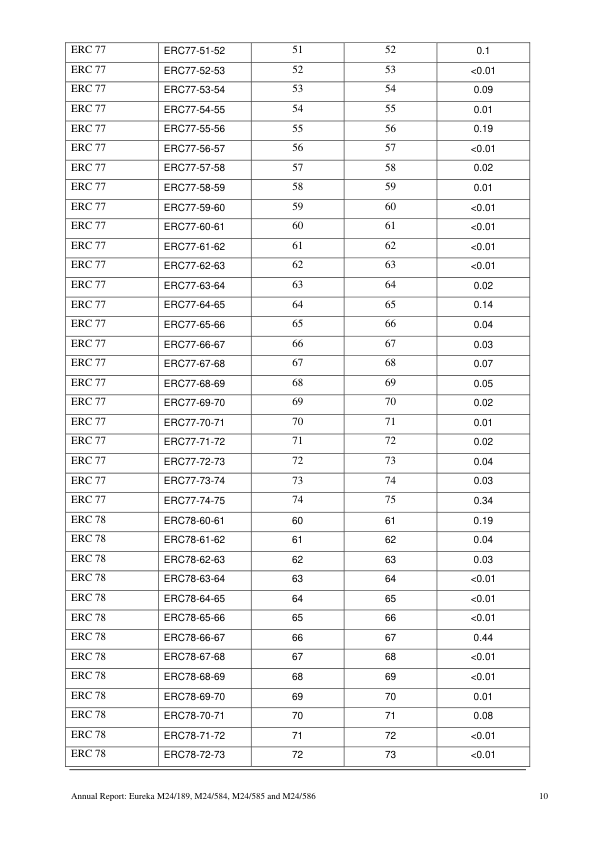 ERC 77 ERC77-51-52 51 52 0.1
ERC 77 ERC77-52-53 52 53 <0.01
ERC 77 ERC77-53-54 53 54 0.09
ERC 77 ERC77-54-55 54 55 0.01
ERC 77 ERC77-55-56 55 56 0.19
ERC 77 ERC77-56-57 56 57 <0.01
ERC 77 ERC77-57-58 57 58 0.02
ERC 77 ERC77-58-59 58 59 0.01
ERC 77 ERC77-59-60 59 60 <0.01
ERC 77 ERC77-60-61 60 61 <0.01
ERC 77 ERC77-61-62 61 62 <0.01
ERC 77 ERC77-62-63 62 63 <0.01
ERC 77 ERC77-63-64 63 64 0.02
ERC 77 ERC77-64-65 64 65 0.14
ERC 77 ERC77-65-66 65 66 0.04
ERC 77 ERC77-66-67 66 67 0.03
ERC 77 ERC77-67-68 67 68 0.07
ERC 77 ERC77-68-69 68 69 0.05
ERC 77 ERC77-69-70 69 70 0.02
ERC 77 ERC77-70-71 70 71 0.01
ERC 77 ERC77-71-72 71 72 0.02
ERC 77 ERC77-72-73 72 73 0.04
ERC 77 ERC77-73-74 73 74 0.03
ERC 77 ERC77-74-75 74 75 0.34
ERC 78 ERC78-60-61 60 61 0.19
ERC 78 ERC78-61-62 61 62 0.04
ERC 78 ERC78-62-63 62 63 0.03
ERC 78 ERC78-63-64 63 64 <0.01
ERC 78 ERC78-64-65 64 65 <0.01
ERC 78 ERC78-65-66 65 66 <0.01
ERC 78 ERC78-66-67 66 67 0.44
ERC 78 ERC78-67-68 67 68 <0.01
ERC 78 ERC78-68-69 68 69 <0.01
ERC 78 ERC78-69-70 69 70 0.01
ERC 78 ERC78-70-71 70 71 0.08
ERC 78 ERC78-71-72 71 72 <0.01
ERC 78 ERC78-72-73 72 73 <0.01
Annual Report: Eureka M24/189, M24/584, M24/585 and M24/586 10